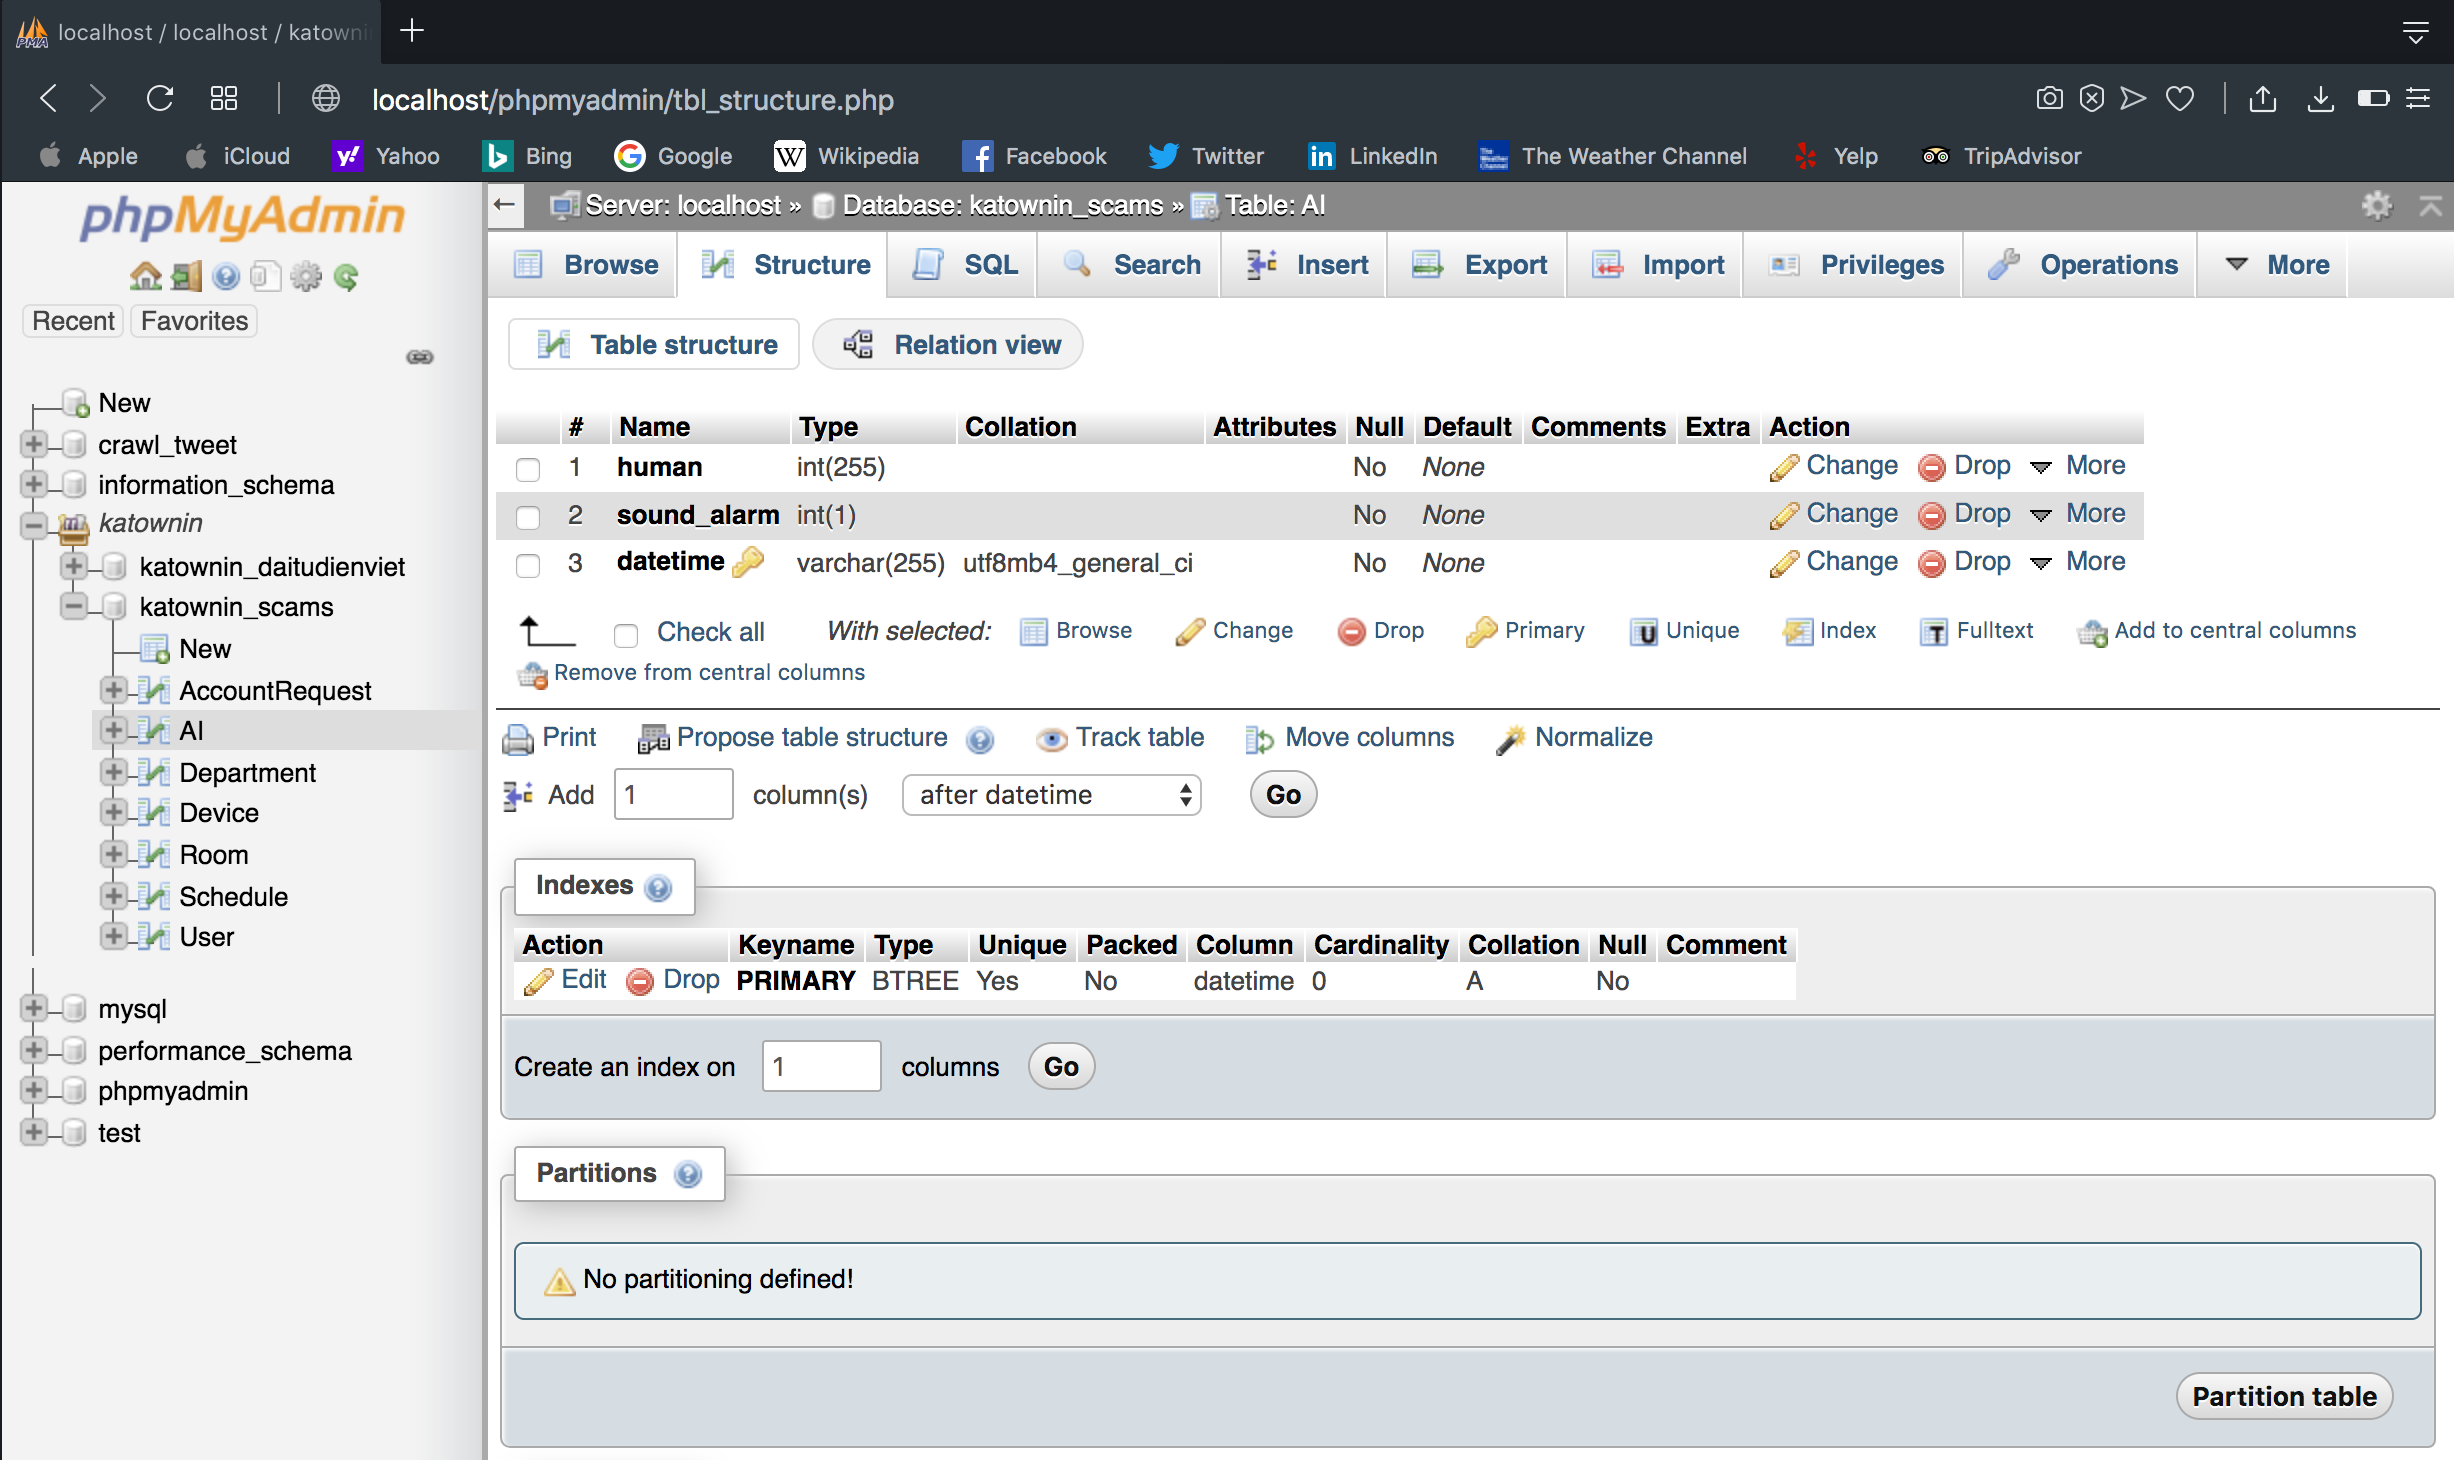 localhost / localhost / katowni
localhost/phpmyadmin/tbl_structure.php
Apple iCloud Yahoo Bing Google Wikipedia Facebook Twitter LinkedIn The Weather Channel Yelp TripAdvisor
phpMyAdmin
Recent Favorites
New
crawl_tweet
information_schema
katownin
katownin_daitudienviet
katownin_scams
New
AccountRequest
AI
Department
Device
Room
Schedule
User
mysql
performance_schema
phpmyadmin
test
Server: localhost » Database: katownin_scams » Table: AI
Browse Structure SQL Search Insert Export Import Privileges Operations More
Table structure Relation view
# Name Type Collation Attributes Null Default Comments Extra Action
1 human int(255) No None Change Drop More
2 sound_alarm int(1) No None Change Drop More
3 datetime varchar(255) utf8mb4_general_ci No None Change Drop More
Check all With selected: Browse Change Drop Primary Unique Index Fulltext Add to central columns
Remove from central columns
Print Propose table structure Track table Move columns Normalize
Add 1 column(s) after datetime Go
Indexes
Action Keyname Type Unique Packed Column Cardinality Collation Null Comment
Edit Drop PRIMARY BTREE Yes No datetime 0 A No
Create an index on 1 columns Go
Partitions
No partitioning defined!
Partition table